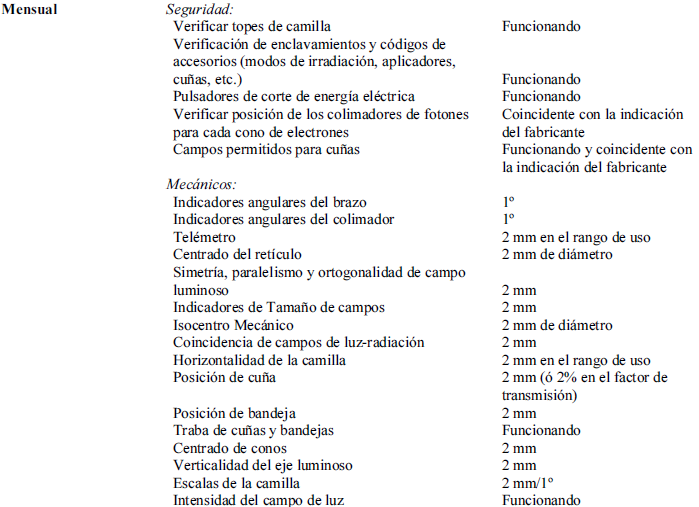 Mensual Seguridad:
Verificar topes de camilla Funcionando
Verificación de enclavamientos y códigos de
accesorios (modos de irradiación, aplicadores,
cuñas, etc.) Funcionando
Pulsadores de corte de energía eléctrica Funcionando
Verificar posición de los colimadores de fotones Coincidente con la indicación
para cada cono de electrones del fabricante
Campos permitidos para cuñas Funcionando y coincidente con
la indicación del fabricante
Mecánicos:
Indicadores angulares del brazo 1º
Indicadores angulares del colimador 1º
Telémetro 2 mm en el rango de uso
Centrado del retículo 2 mm de diámetro
Simetría, paralelismo y ortogonalidad de campo
luminoso 2 mm
Indicadores de Tamaño de campos 2 mm
Isocentro Mecánico 2 mm de diámetro
Coincidencia de campos de luz-radiación 2 mm
Horizontalidad de la camilla 2 mm en el rango de uso
Posición de cuña 2 mm (ó 2% en el factor de
transmisión)
Posición de bandeja 2 mm
Traba de cuñas y bandejas Funcionando
Centrado de conos 2 mm
Verticalidad del eje luminoso 2 mm
Escalas de la camilla 2 mm/1º
Intensidad del campo de luz Funcionando